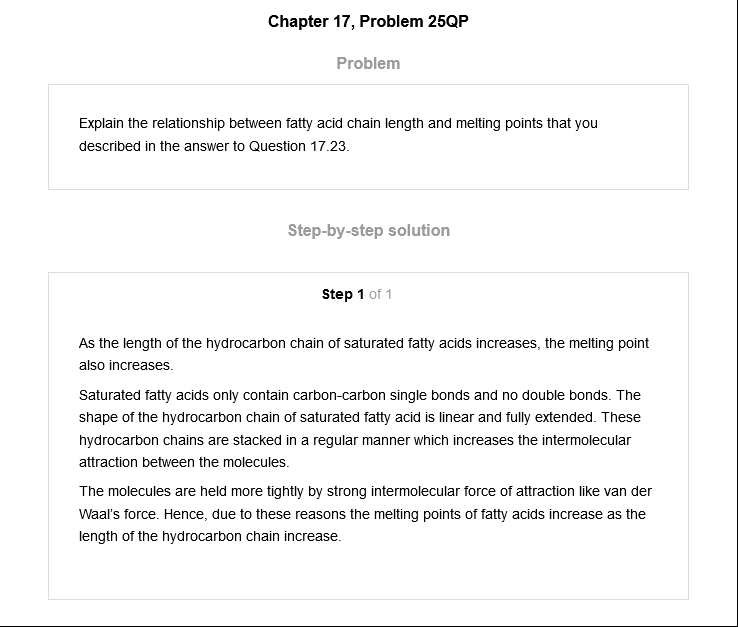 Chapter 17, Problem 25QP
Problem
Explain the relationship between fatty acid chain length and melting points that you
described in the answer to Question 17.23.
Step-by-step solution
Step 1 of 1
As the length of the hydrocarbon chain of saturated fatty acids increases, the melting point
also increases.
Saturated fatty acids only contain carbon-carbon single bonds and no double bonds. The
shape of the hydrocarbon chain of saturated fatty acid is linear and fully extended. These
hydrocarbon chains are stacked in a regular manner which increases the intermolecular
attraction between the molecules.
The molecules are held more tightly by strong intermolecular force of attraction like van der
Waal's force. Hence, due to these reasons the melting points of fatty acids increase as the
length of the hydrocarbon chain increase.